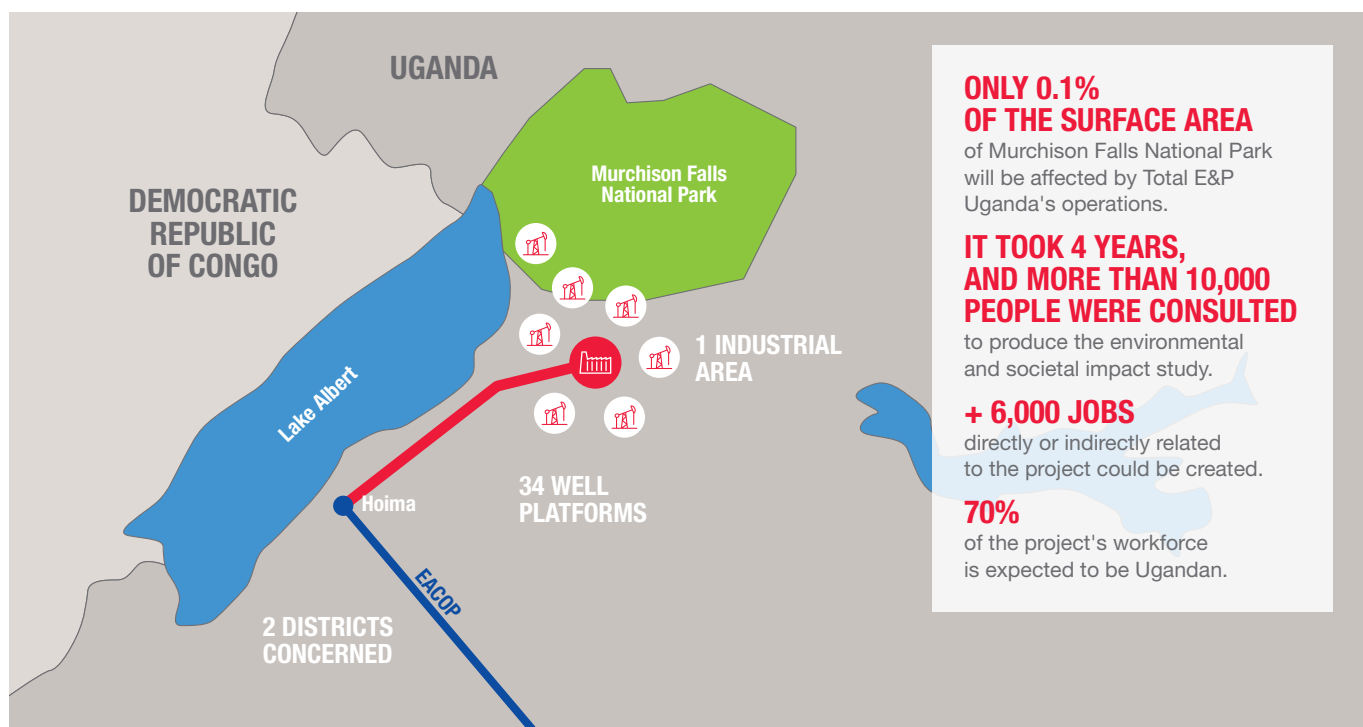 UGANDA
Murchison Falls
National Park
DEMOCRATIC
REPUBLIC
OF CONGO
1 INDUSTRIAL
AREA
Lake Albert
34 WELL
PLATFORMS
Hoima
EACOP
2 DISTRICTS
CONCERNED
ONLY 0.1%
OF THE SURFACE AREA
of Murchison Falls National Park
will be affected by Total E&P
Uganda's operations.
IT TOOK 4 YEARS,
AND MORE THAN 10,000
PEOPLE WERE CONSULTED
to produce the environmental
and societal impact study.
+ 6,000 JOBS
directly or indirectly related
to the project could be created.
70%
of the project's workforce
is expected to be Ugandan.